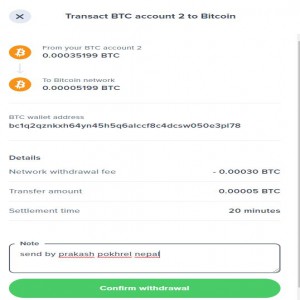 Transact BTC account 2 to Bitcoin
From your BTC account 2
0.00035199 BTC
To Bitcoin network
0.00005199 BTC
BTC wallet address
bc1q2qznkxh64yn45h5q6alccf8c4dcsw050e3pl78
Details
Network withdrawal fee - 0.00030 BTC
Transfer amount 0.00005 BTC
Settlement time 20 minutes
Note
send by prakash pokhrel nepal
Confirm withdrawal